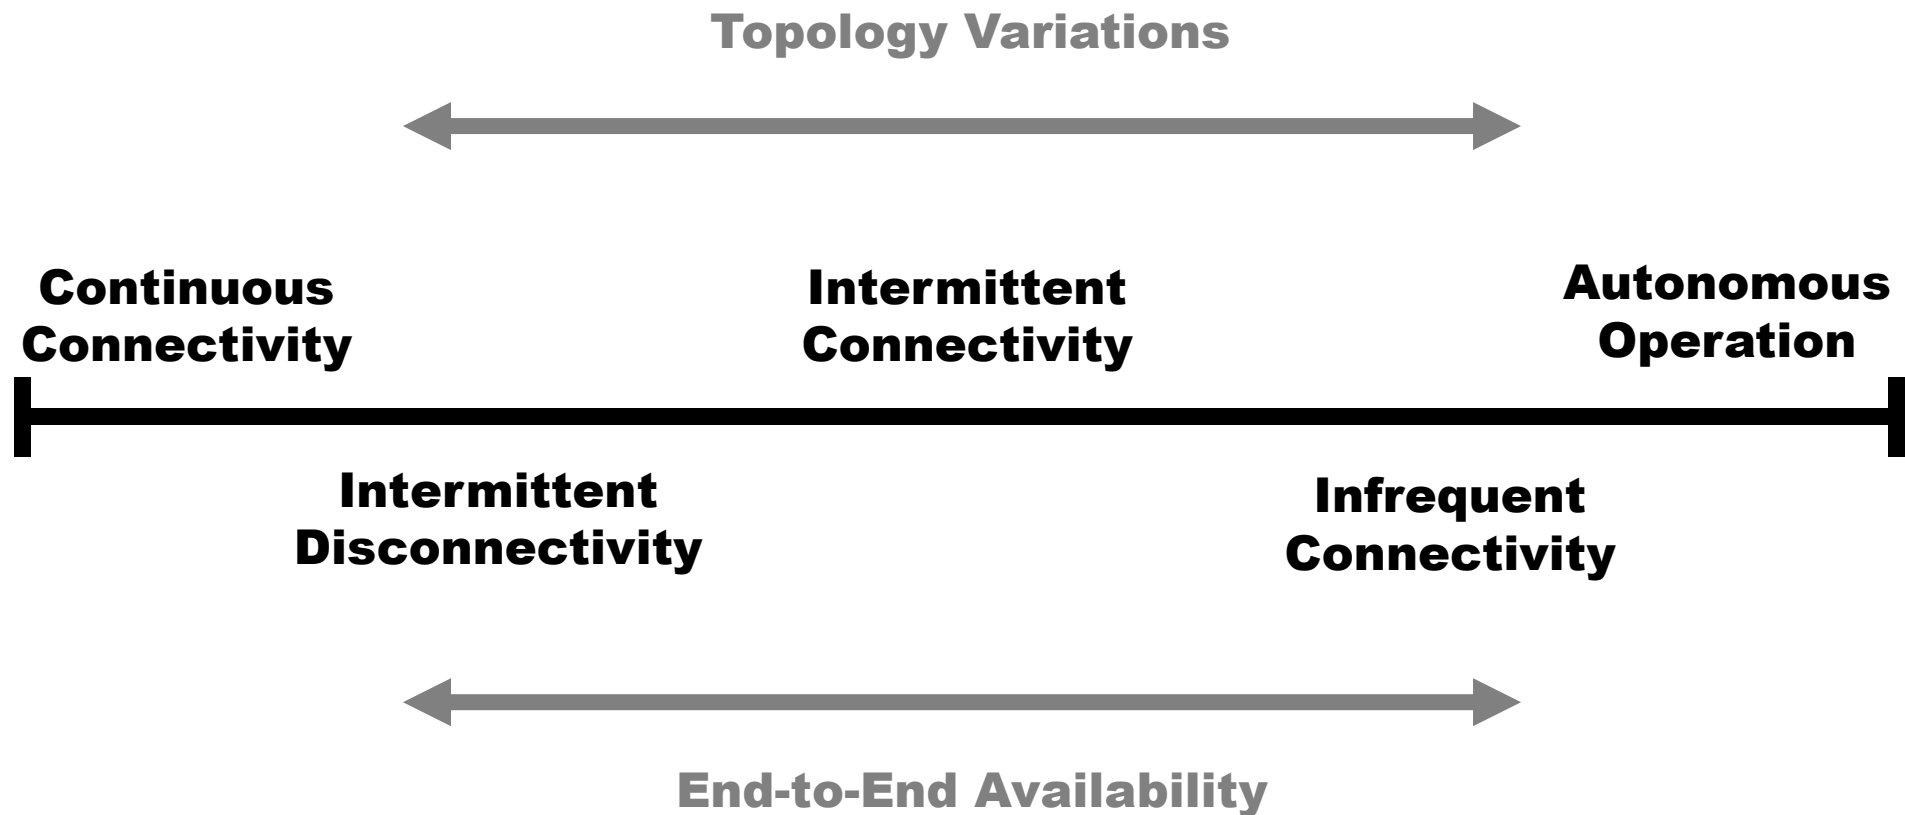 Topology Variations
Continuous
Connectivity
Intermittent
Connectivity
Autonomous
Operation
Intermittent
Disconnectivity
Infrequent
Connectivity
End-to-End Availability